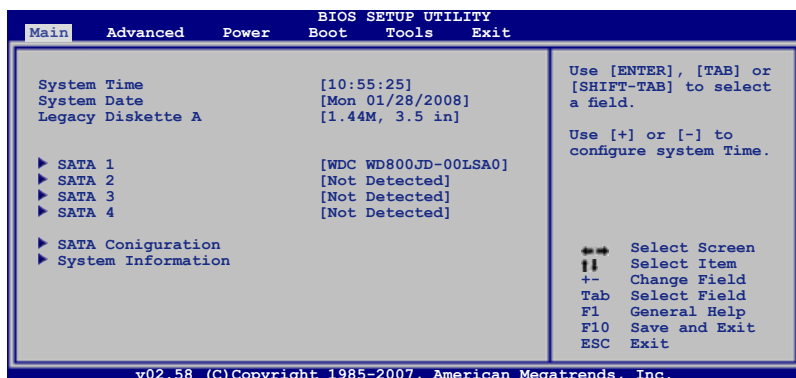 BIOS SETUP UTILITY
Main Advanced Power Boot Tools Exit
System Time [10:55:25]
System Date [Mon 01/28/2008]
Legacy Diskette A [1.44M, 3.5 in]
SATA 1 [WDC WD800JD-00LSA0]
SATA 2 [Not Detected]
SATA 3 [Not Detected]
SATA 4 [Not Detected]
SATA Coniguration
System Information
Use [ENTER], [TAB] or
[SHIFT-TAB] to select
a field.
Use [+] or [-] to
configure system Time.
Select Screen
Select Item
+- Change Field
Tab Select Field
F1 General Help
F10 Save and Exit
ESC Exit
v02.58 (C)Copyright 1985-2007, American Megatrends, Inc.